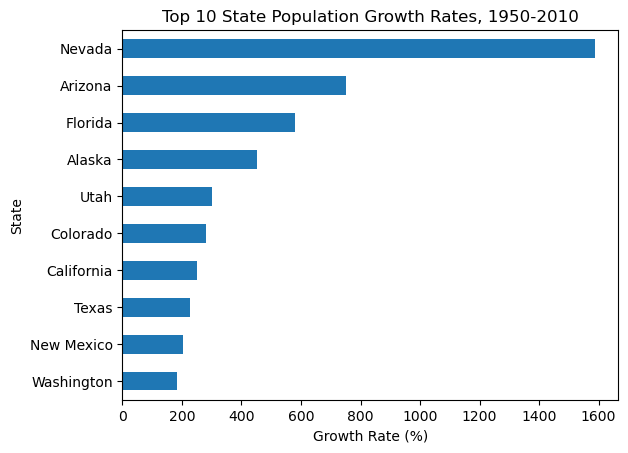 Top 10 State Population Growth Rates, 1950-2010
Nevada
Arizona
Florida
Alaska
Utah
Colorado
California
Texas
New Mexico
Washington
State
0 200 400 600 800 1000 1200 1400 1600
Growth Rate (%)